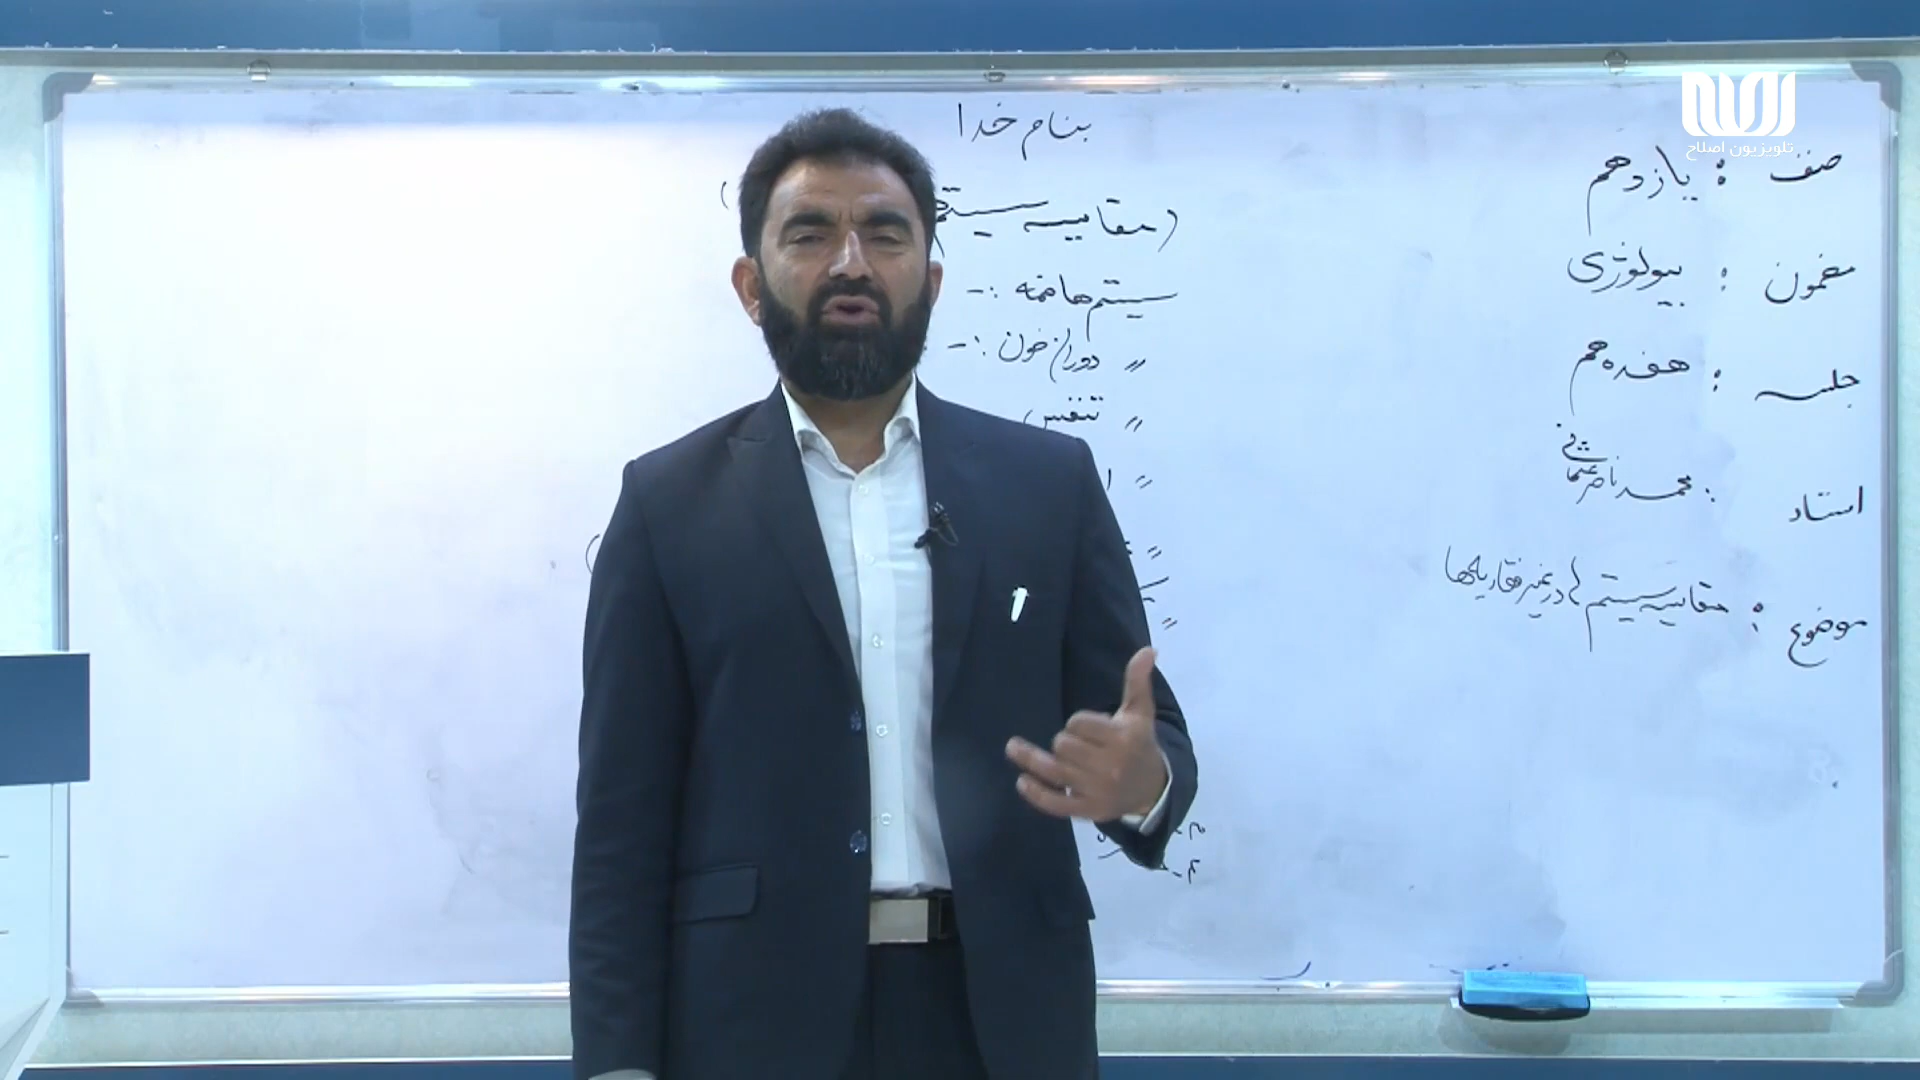 تلویزیون اصلاح
بنام خدا
صنف : یازدهم
مضمون : بیولوژی
جلسه : هفدهم
استاد : محمد ناصر عثمانی
موضوع : مقایسه سیستم ها در غیر فقاریه ها
(مقایسه سیستم
سیستم هاضمه :-
〃 دوران خون :-
〃 تنفس